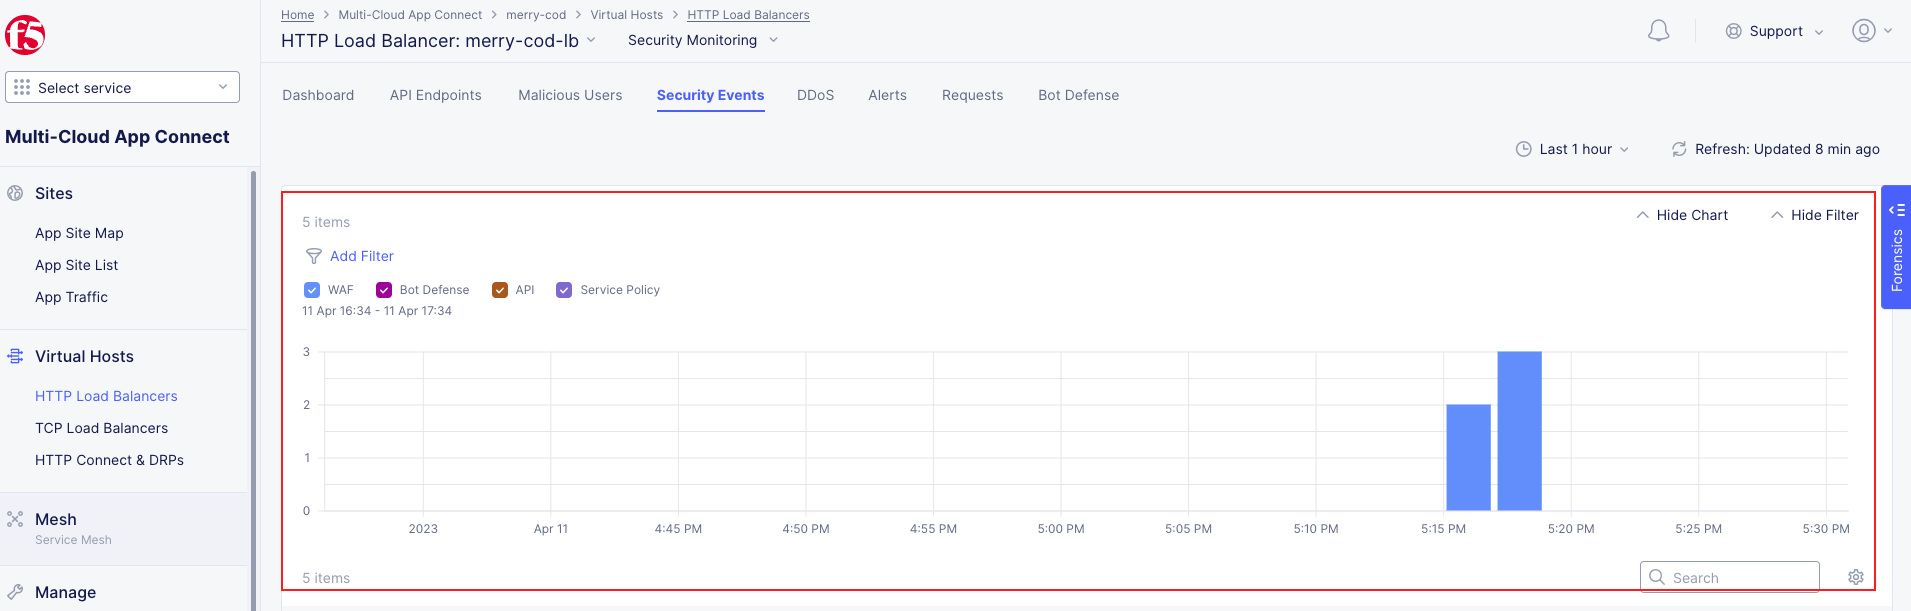 Home > Multi-Cloud App Connect > merry-cod > Virtual Hosts > HTTP Load Balancers
HTTP Load Balancer: merry-cod-lb Security Monitoring
Support
f5
Select service
Multi-Cloud App Connect
Sites
App Site Map
App Site List
App Traffic
Virtual Hosts
HTTP Load Balancers
TCP Load Balancers
HTTP Connect & DRPs
Mesh
Service Mesh
Manage
Dashboard API Endpoints Malicious Users Security Events DDoS Alerts Requests Bot Defense
Last 1 hour Refresh: Updated 8 min ago
5 items Hide Chart Hide Filter
Add Filter
WAF Bot Defense API Service Policy
11 Apr 16:34 - 11 Apr 17:34
3
2
1
0
2023 Apr 11 4:45 PM 4:50 PM 4:55 PM 5:00 PM 5:05 PM 5:10 PM 5:15 PM 5:20 PM 5:25 PM 5:30 PM
5 items Search
Forensics